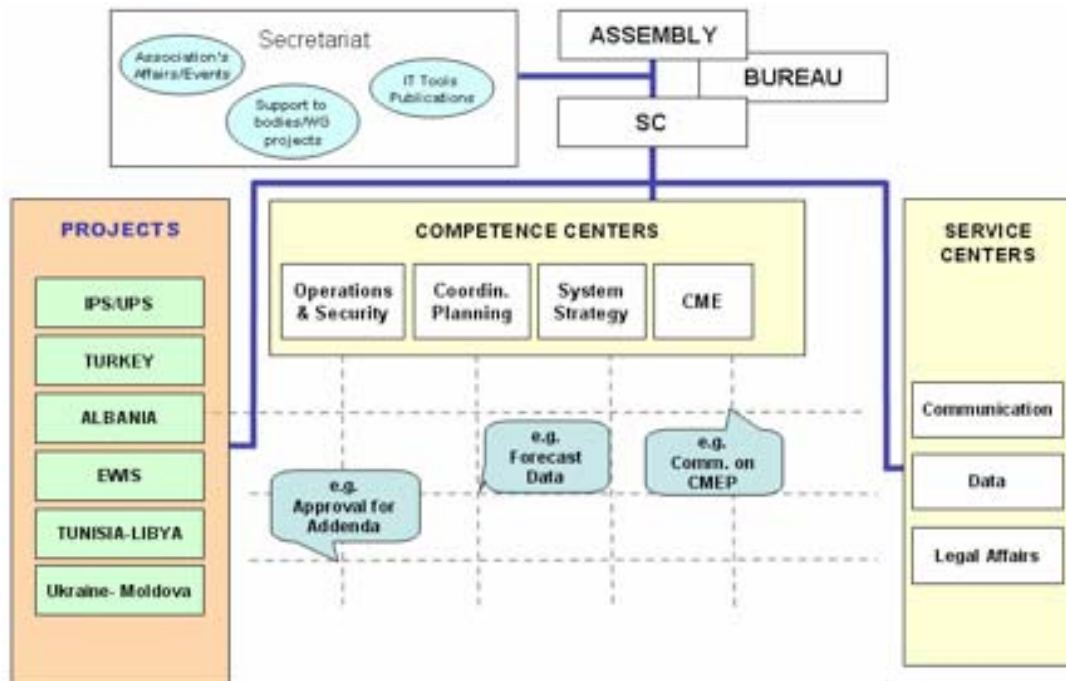 Secretariat
Association's
Affairs/Events
IT Tools
Publications
Support to
bodies/WG
projects
ASSEMBLY
BUREAU
SC
PROJECTS
IPS/UPS
TURKEY
ALBANIA
EWIS
TUNISIA-LIBYA
Ukraine- Moldova
COMPETENCE CENTERS
Operations
& Security
Coordin.
Planning
System
Strategy
CME
e.g.
Approval for
Addenda
e.g.
Forecast
Data
e.g.
Comm. on
CMEP
SERVICE
CENTERS
Communication
Data
Legal Affairs